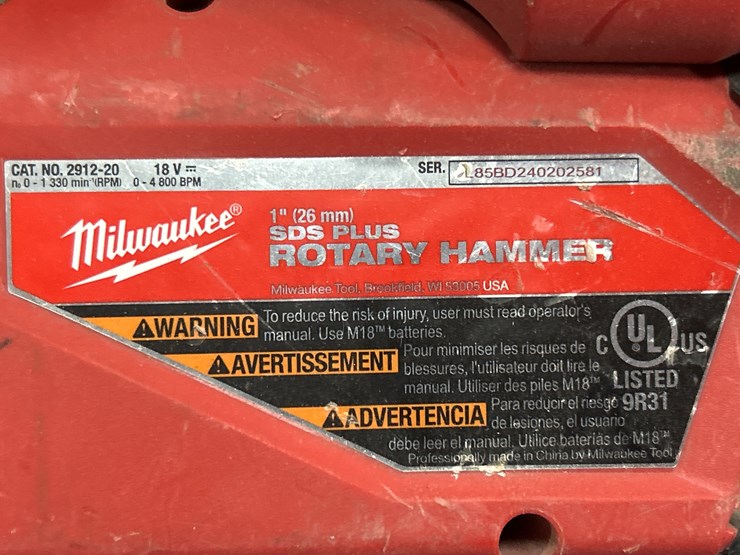 CAT. NO. 2912-20 18 V ⎓ SER. L85BD240202581
n₀ 0 - 1 330 min⁻¹(RPM) 0 - 4 800 BPM
Milwaukee®
1" (26 mm)
SDS PLUS
ROTARY HAMMER
Milwaukee Tool, Brookfield, WI 53005 USA
WARNING To reduce the risk of injury, user must read operator's
manual. Use M18™ batteries.
AVERTISSEMENT Pour minimiser les risques de
blessures, l'utilisateur doit lire le
manual. Utiliser des piles M18™
C UL US
LISTED
9R31
ADVERTENCIA Para reducir el riesgo
de lesiones, el usuario
debe leer el manual. Utilice baterías de M18™
Professionally made in China by Milwaukee Tool